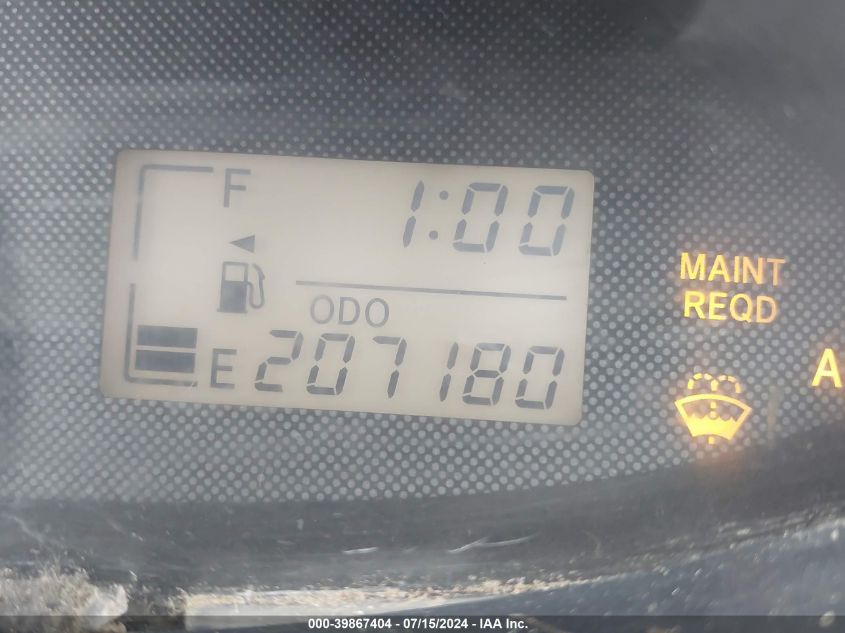 F 1:00
MAINT
REQD
ODO
E 207180
A
000-39867404 - 07/15/2024 - IAA Inc.